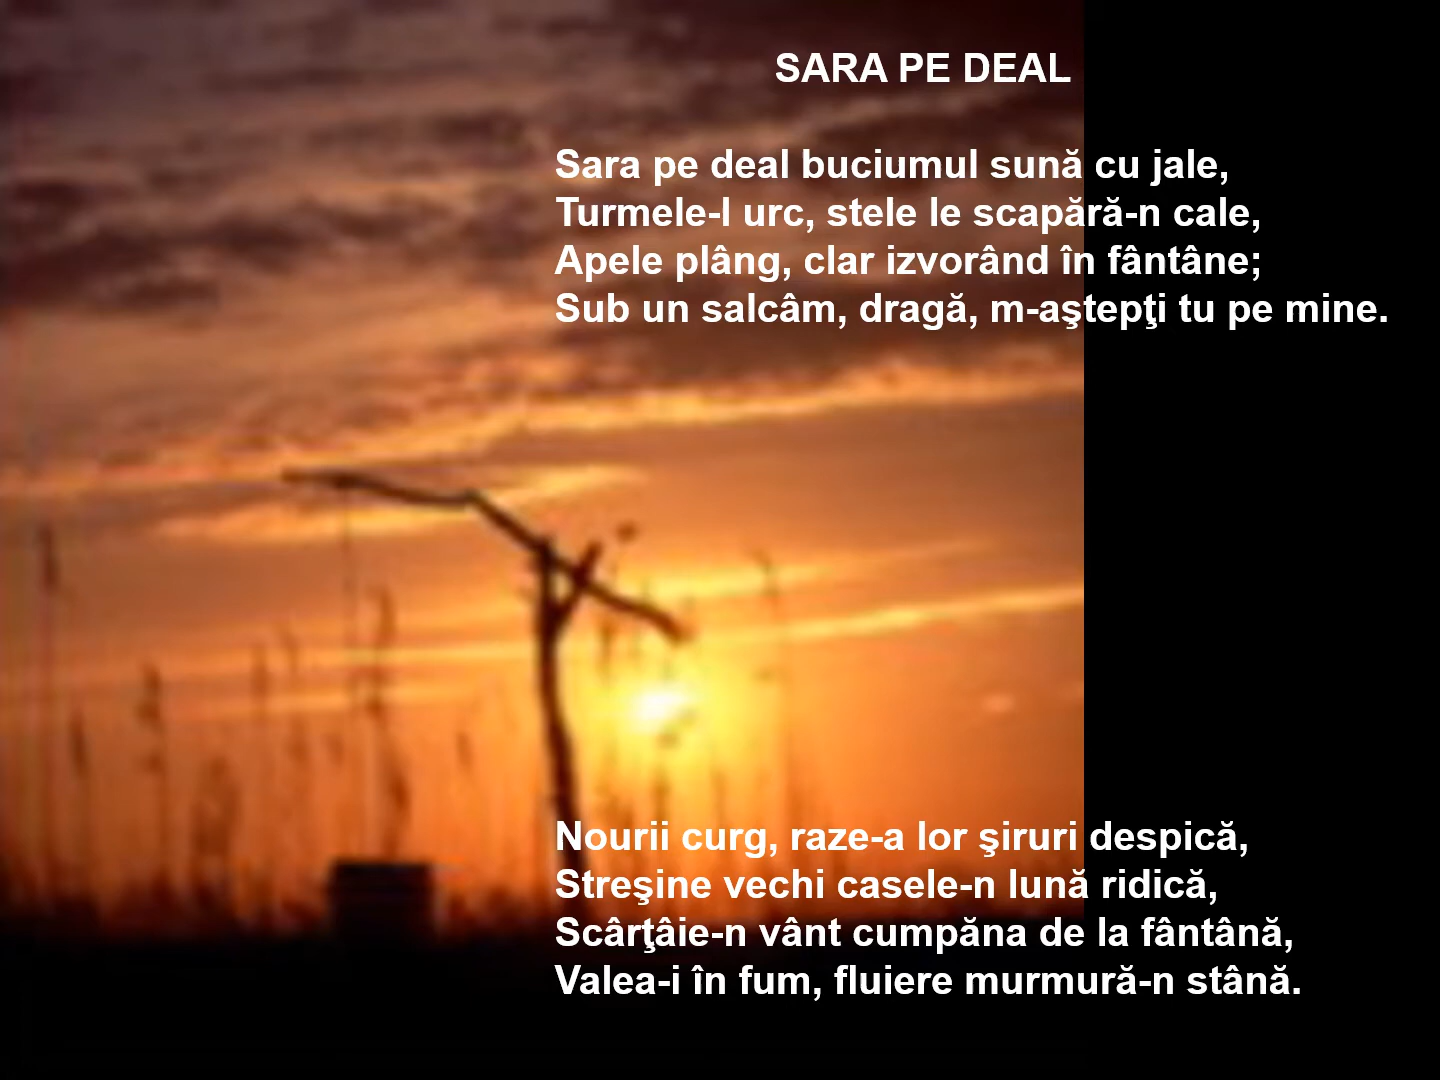 SARA PE DEAL
Sara pe deal buciumul sună cu jale,
Turmele-l urc, stele le scapără-n cale,
Apele plâng, clar izvorând în fântâne;
Sub un salcâm, dragă, m-aştepţi tu pe mine.
Nourii curg, raze-a lor şiruri despică,
Streşine vechi casele-n lună ridică,
Scârţâie-n vânt cumpăna de la fântână,
Valea-i în fum, fluiere murmură-n stână.